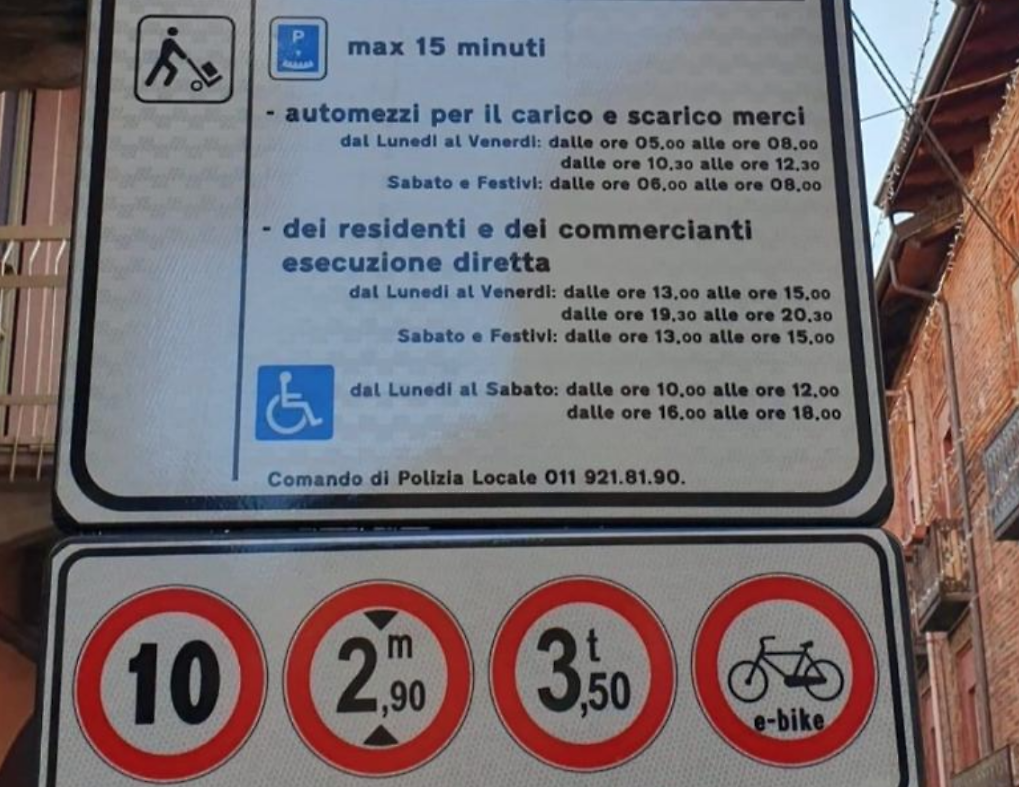 P
max 15 minuti
- automezzi per il carico e scarico merci
dal Lunedi al Venerdi: dalle ore 05.00 alle ore 08.00
dalle ore 10.30 alle ore 12.30
Sabato e Festivi: dalle ore 06.00 alle ore 08.00
- dei residenti e dei commercianti
esecuzione diretta
dal Lunedi al Venerdi: dalle ore 13.00 alle ore 15.00
dalle ore 19.30 alle ore 20.30
Sabato e Festivi: dalle ore 13.00 alle ore 15.00
dal Lunedi al Sabato: dalle ore 10.00 alle ore 12.00
dalle ore 16.00 alle ore 18.00
Comando di Polizia Locale 011 921.81.90.
10
2,90 m
3,50 t
e-bike